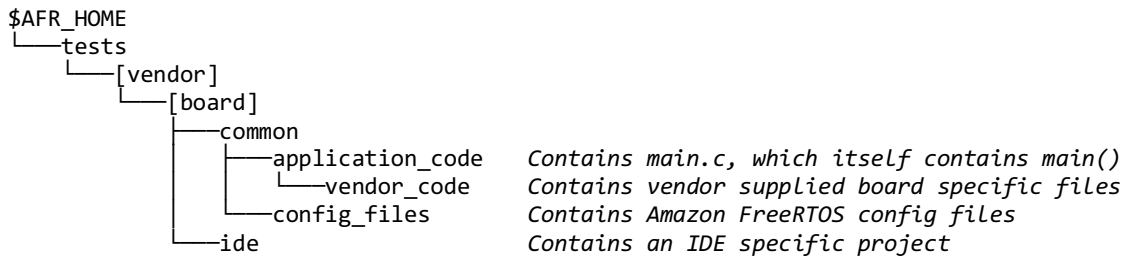 $AFR_HOME
└───tests
    └───[vendor]
        └───[board]
            ├───common
            │   ├───application_code   Contains main.c, which itself contains main()
            │   │   └───vendor_code    Contains vendor supplied board specific files
            │   └───config_files       Contains Amazon FreeRTOS config files
            └───ide                    Contains an IDE specific project